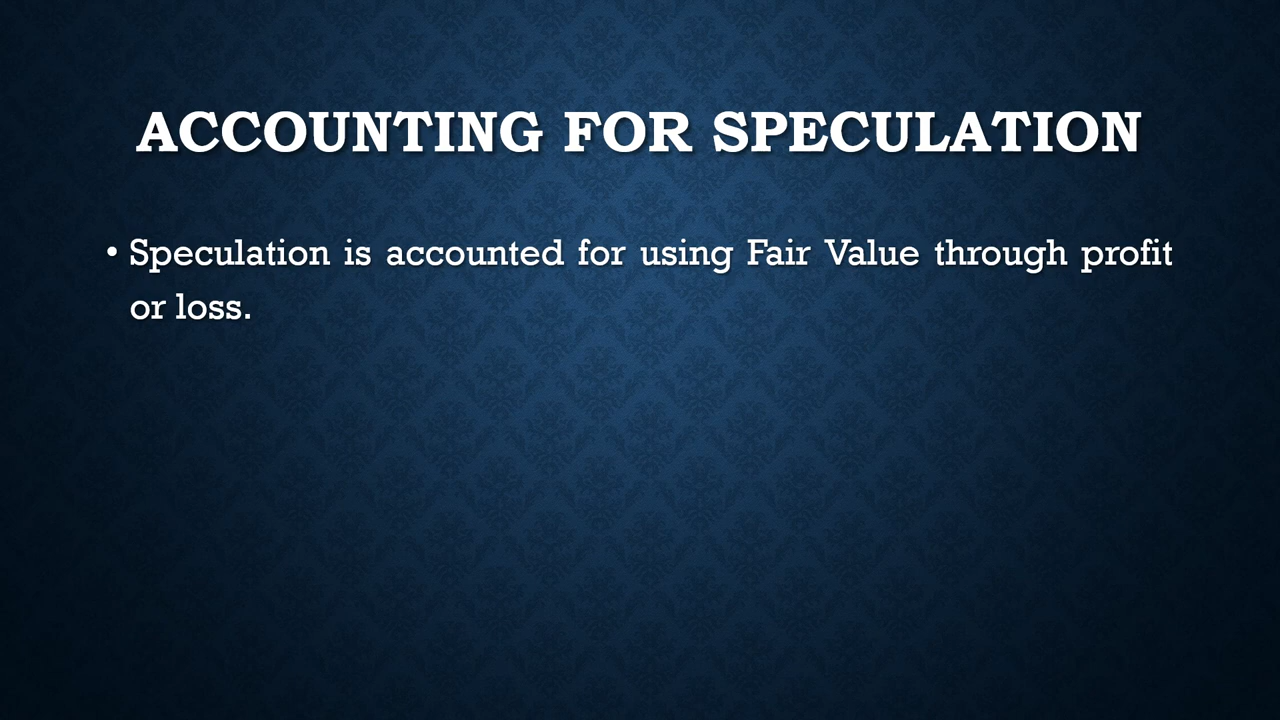 ACCOUNTING FOR SPECULATION
• Speculation is accounted for using Fair Value through profit
or loss.